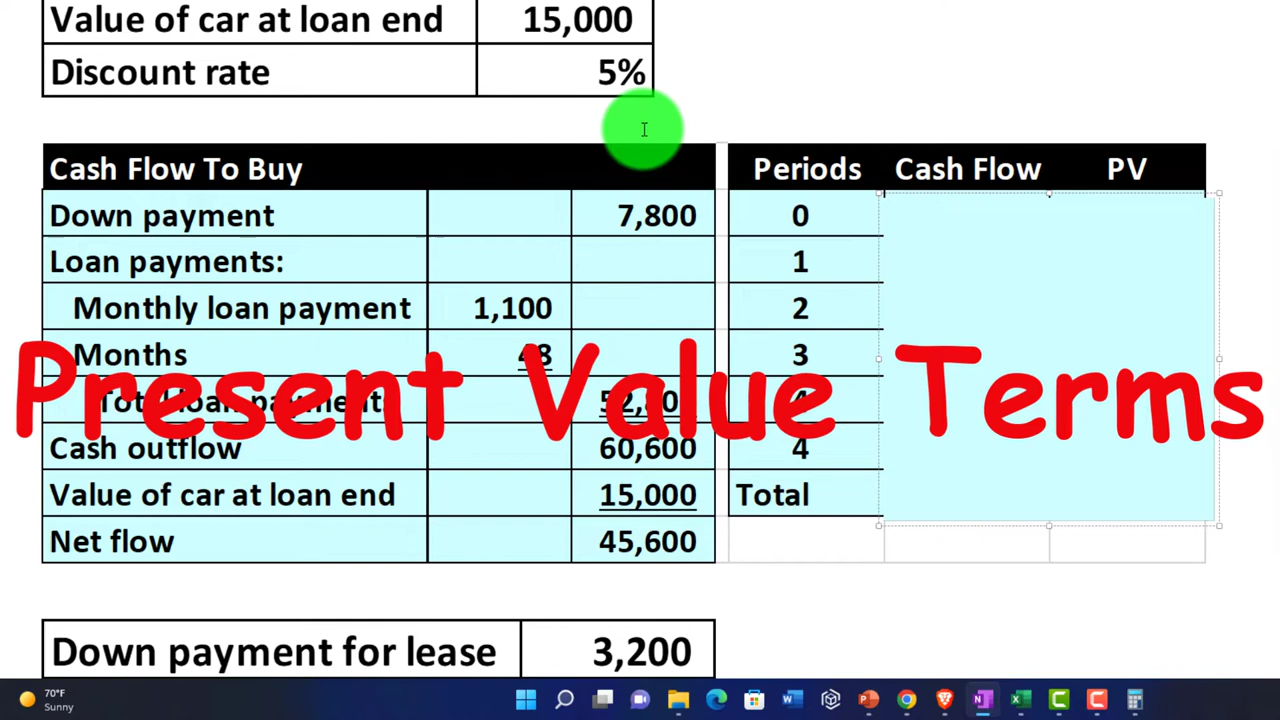 Value of car at loan end 15,000
Discount rate 5%
Cash Flow To Buy Periods Cash Flow PV
Down payment 7,800 0
Loan payments: 1
Monthly loan payment 1,100 2
Months 48 3
Present Value Terms
Cash outflow 60,600 4
Value of car at loan end 15,000 Total
Net flow 45,600
Down payment for lease 3,200
70°F
Sunny